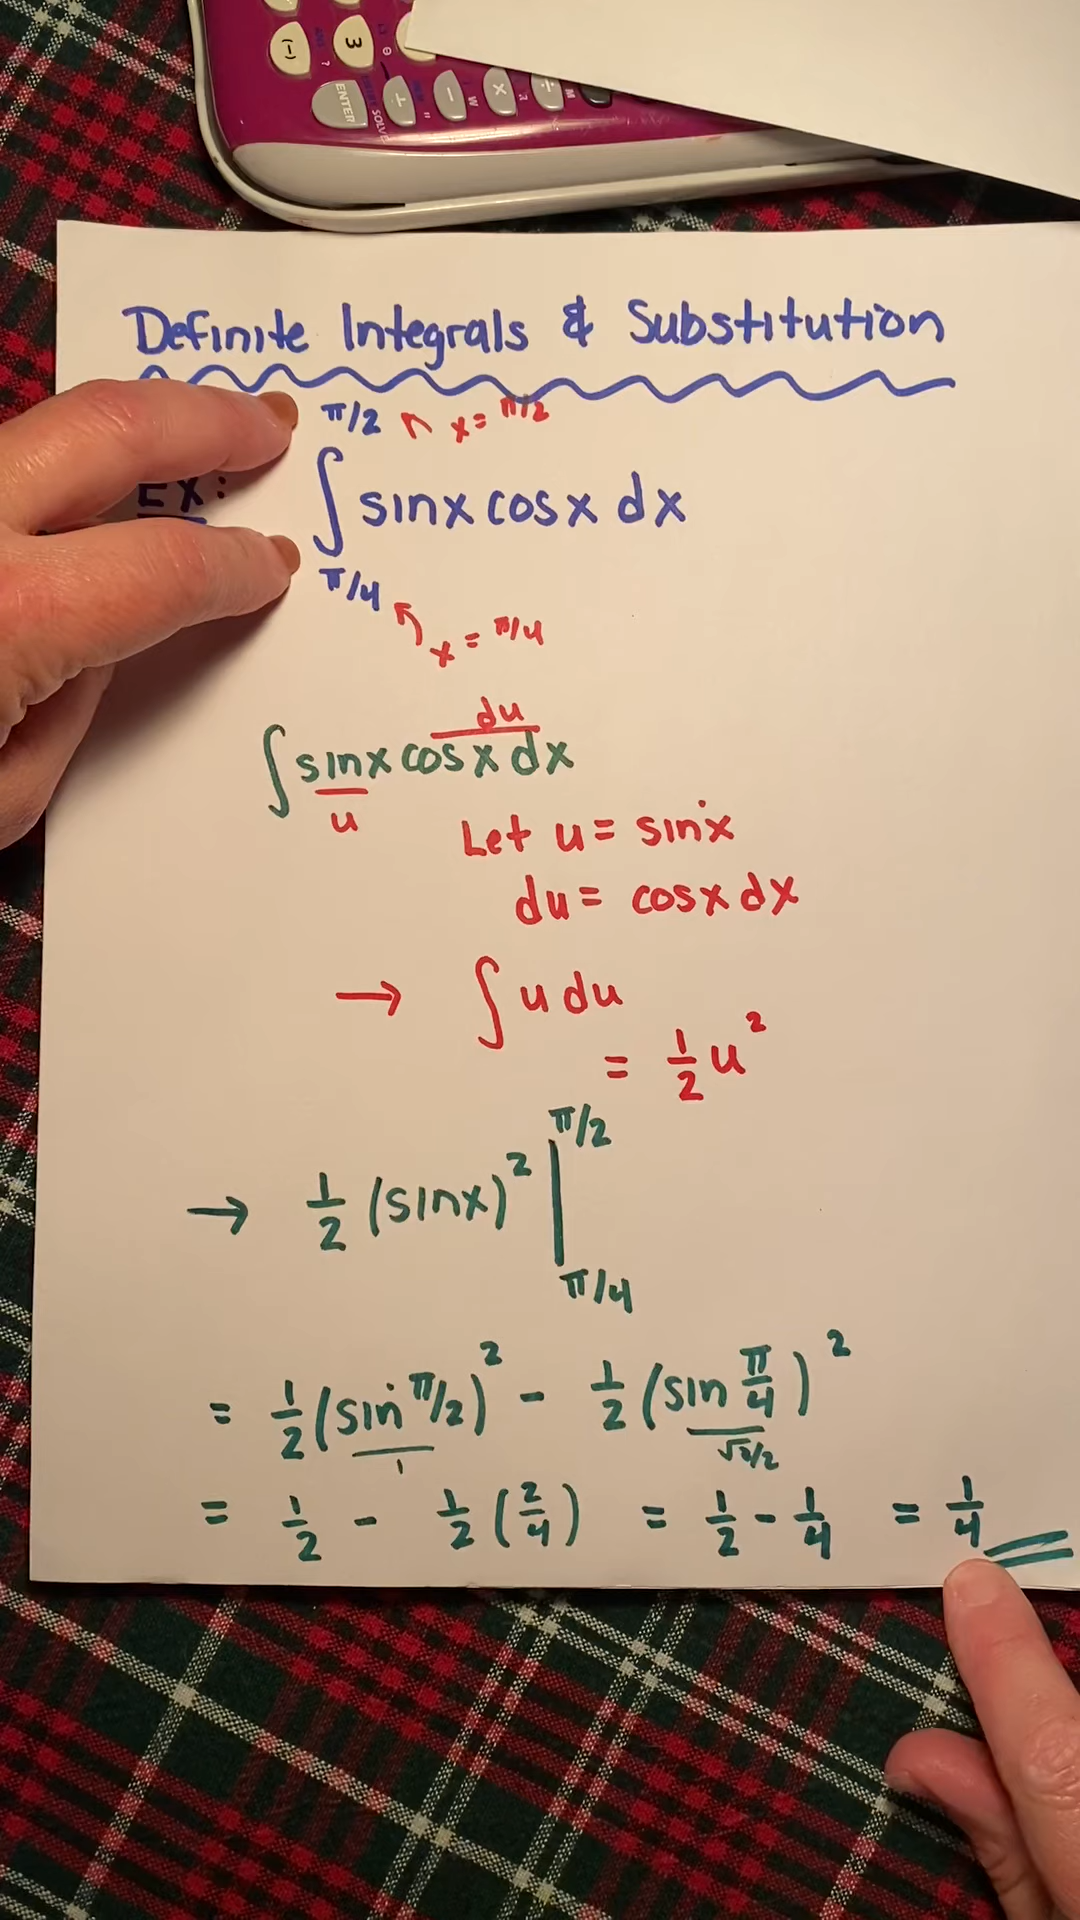 (-) 3 ENTER + − × ÷
Definite Integrals & Substitution
π/2 x = π/2
Ex: ∫ sinx cosx dx
π/4
x = π/4
du
∫ sinx cosx dx
u
Let u = sinx
du = cosx dx
→ ∫ u du
= 1/2 u²
π/2
→ 1/2 (sinx)² |
π/4
= 1/2 (sin π/2)² - 1/2 (sin π/4)²
1 √2/2
= 1/2 - 1/2 (2/4) = 1/2 - 1/4 = 1/4